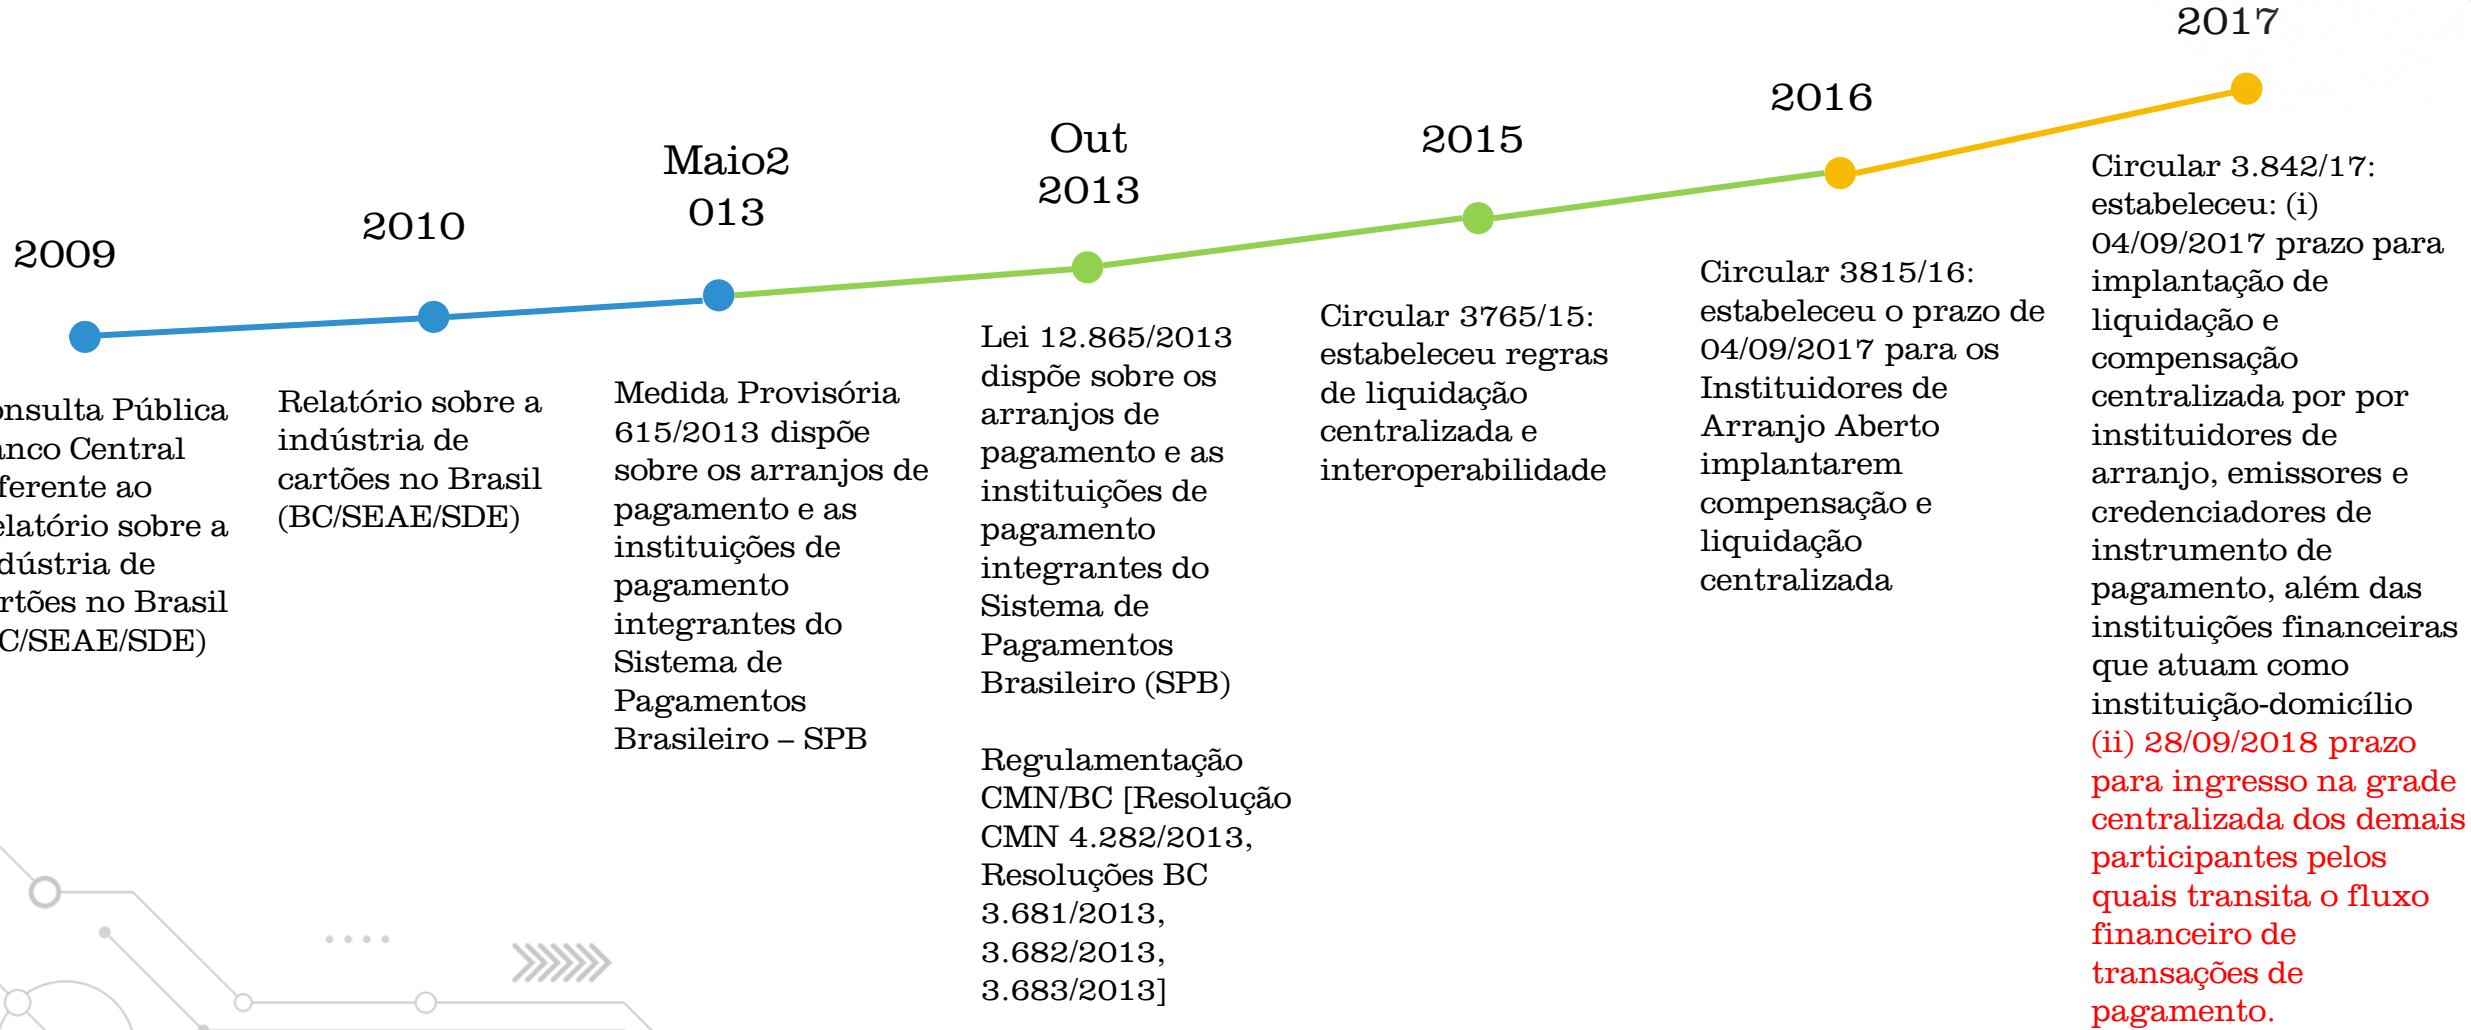 2009
onsulta Pública
nco Central
ferente ao
elatório sobre a
dústria de
rtões no Brasil
C/SEAE/SDE)
2010
Relatório sobre a
indústria de
cartões no Brasil
(BC/SEAE/SDE)
Maio2
013
Medida Provisória
615/2013 dispõe
sobre os arranjos de
pagamento e as
instituições de
pagamento
integrantes do
Sistema de
Pagamentos
Brasileiro – SPB
Out
2013
Lei 12.865/2013
dispõe sobre os
arranjos de
pagamento e as
instituições de
pagamento
integrantes do
Sistema de
Pagamentos
Brasileiro (SPB)
Regulamentação
CMN/BC [Resolução
CMN 4.282/2013,
Resoluções BC
3.681/2013,
3.682/2013,
3.683/2013]
2015
Circular 3765/15:
estabeleceu regras
de liquidação
centralizada e
interoperabilidade
2016
Circular 3815/16:
estabeleceu o prazo de
04/09/2017 para os
Instituidores de
Arranjo Aberto
implantarem
compensação e
liquidação
centralizada
2017
Circular 3.842/17:
estabeleceu: (i)
04/09/2017 prazo para
implantação de
liquidação e
compensação
centralizada por por
instituidores de
arranjo, emissores e
credenciadores de
instrumento de
pagamento, além das
instituições financeiras
que atuam como
instituição-domicílio
(ii) 28/09/2018 prazo
para ingresso na grade
centralizada dos demais
participantes pelos
quais transita o fluxo
financeiro de
transações de
pagamento.